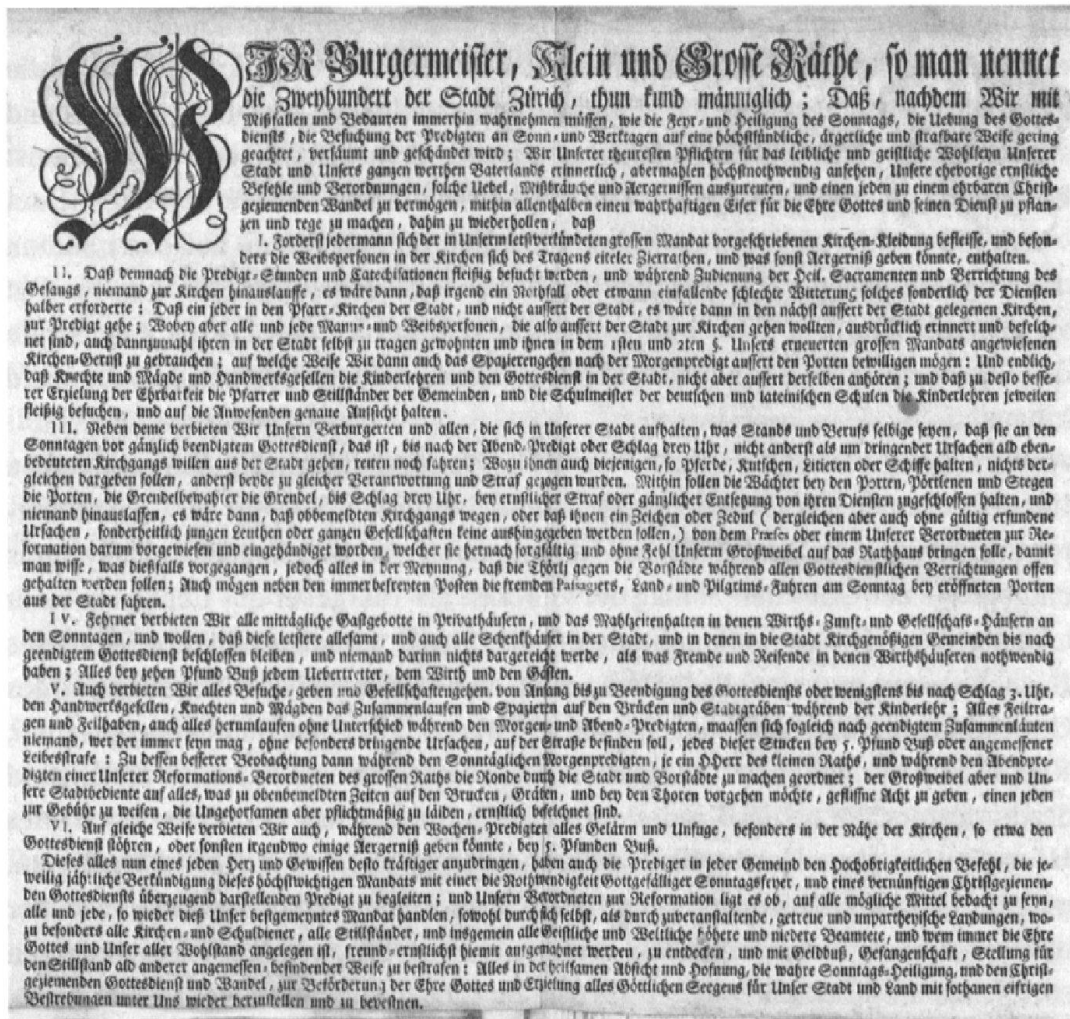 WIR Burgermeister, Klein und Grosse Räthe, so man nennet
die Zweyhundert der Stadt Zürich, thun kund männiglich; Daß, nachdem Wir mit
Mißfallen und Bedauren immerhin wahrnehmen müssen, wie die Feyr- und Heiligung des Sonntags, die Uebung des Gottes-
diensts, die Besuchung der Predigten an Sonn- und Werktagen auf eine höchstsündliche, ärgerliche und strafbare Weise gering
geachtet, versäumt und geschändet wird; Wir Unserer theuresten Pflichten für das leibliche und geistliche Wohlseyn Unserer
Stadt und Unsers ganzen werthen Vaterlands erinnerlich, abermahlen höchstnothwendig ansehen, Unsere ehevorige ernstliche
Befehle und Verordnungen, solche Uebel, Mißbräuche und Aergernissen auszureuten, und einen jeden zu einem ehrbaren Christ-
geziemenden Wandel zu vermögen, mithin allenthalben einen wahrhaftigen Eifer für die Ehre Gottes und seinen Dienst zu pflan-
zen und rege zu machen, dahin zu wiederhollen, daß
I. Forderst jedermann sich der in Unserm letstverkündeten grossen Mandat vorgeschriebenen Kirchen-Kleidung befleisse, und beson-
ders die Weibspersonen in der Kirchen sich des Tragens eiteler Zierrathen, und was sonst Aergerniß geben könnte, enthalten.
II. Daß demnach die Predigt-Stunden und Catechisationen fleißig besucht werden, und während Zudienung der Heil. Sacramenten und Verrichtung des
Gesangs, niemand zur Kirchen hinauslauffe, es wäre dann, daß irgend ein Nothfall oder etwann einfallende schlechte Witterung solches sonderlich der Diensten
halber erforderte: Daß ein jeder in den Pfarr-Kirchen der Stadt, und nicht aussert der Stadt, es wäre dann in den nächst aussert der Stadt gelegenen Kirchen,
zur Predigt gehe; Wobey aber alle und jede Manns- und Weibspersonen, die also aussert der Stadt zur Kirchen gehen wollten, ausdrücklich erinnert und befelch-
net sind, auch dannzumahl ihren in der Stadt selbst zu tragen gewohnten und ihnen in dem 1sten und 2ten §. Unsers erneuerten grossen Mandats angewiesenen
Kirchen-Gerust zu gebrauchen; auf welche Weise Wir dann auch das Spazierengehen nach der Morgenpredigt aussert den Porten bewilligen mögen: Und endlich,
daß Knechte und Mägde und Handwerksgesellen die Kinderlehren und den Gottesdienst in der Stadt, nicht aber aussert derselben anhören; und daß zu desto besse-
rer Erzielung der Ehrbarkeit die Pfarrer und Stillständer der Gemeinden, und die Schulmeister der deutschen und lateinischen Schulen die Kinderlehren jeweilen
fleißig besuchen, und auf die Anwesenden genaue Aufsicht halten.
III. Neben deme verbieten Wir Unsern Verburgerten und allen, die sich in Unserer Stadt aufhalten, was Stands und Berufs selbige seyen, daß sie an den
Sonntagen vor gänzlich beendigtem Gottesdienst, das ist, bis nach der Abend-Predigt oder Schlag drey Uhr, nicht anderst als um dringender Ursachen ald eben-
bedeuteten Kirchgangs willen aus der Stadt gehen, reuten noch fahren; Wozu ihnen auch diejenigen, so Pferde, Kutschen, Litieren oder Schiffe halten, nichts der-
gleichen dargeben sollen, anderst beyde zu gleicher Verantwortung und Straf gezogen wurden. Mithin sollen die Wächter bey den Porten, Pörtlenen und Stegen
die Porten, die Grendelbewahrer die Grendel, bis Schlag drey Uhr, bey ernstlicher Straf oder gänzlicher Entsetzung von ihren Diensten zugeschlossen halten, und
niemand hinauslassen, es wäre dann, daß obbemeldten Kirchgangs wegen, oder daß ihnen ein Zeichen oder Zedul ( dergleichen aber auch ohne gültig erfundene
Ursachen, sonderheitlich jungen Leuthen oder ganzen Gesellschaften keine aushingegeben werden sollen, ) von dem Præses oder einem Unserer Verordneten zur Re-
formation darum vorgewiesen und eingehändiget worden, welcher sie hernach sorgfältig und ohne Fehl Unserm Großweibel auf das Rathhaus bringen solle, damit
man wisse, was dießfalls vorgegangen, jedoch alles in der Meynung, daß die Thörli gegen die Vorstädte während allen Gottesdienstlichen Verrichtungen offen
gehalten werden sollen; Auch mögen neben den immer befreyten Posten die fremden Passagiers, Land- und Pilgrims-Fuhren am Sonntag bey eröffneten Porten
aus der Stadt fahren.
IV. Fehrner verbieten Wir alle mittägliche Gastgebotte in Privathäusern, und das Mahlzeitenhalten in denen Wirths- Zunft- und Gesellschafts-Häusern an
den Sonntagen, und wollen, daß diese letstere allesamt, und auch alle Schenkhäuser in der Stadt, und in denen in die Stadt Kirchgenößigen Gemeinden bis nach
geendigtem Gottesdienst beschlossen bleiben, und niemand darinn nichts dargereicht werde, als was Fremde und Reisende in denen Wirthshäuseren nothwendig
haben; Alles bey zehen Pfund Buß jedem Uebertretter, dem Wirth und den Gästen.
V. Auch verbieten Wir alles Besuche-geben und Gesellschaftengehen, von Anfang bis zu Beendigung des Gottesdiensts oder wenigstens bis nach Schlag 3. Uhr,
den Handwerksgesellen, Knechten und Mägden das Zusammenlaufen und Spazieren auf den Brücken und Stadtgräben während der Kinderlehr; Alles Feiltra-
gen und Feilhaben, auch alles herumlaufen ohne Unterschied während den Morgen- und Abend-Predigten, maassen sich sogleich nach geendigtem Zusammenläuten
niemand, wer der immer seyn mag, ohne besonders dringende Ursachen, auf der Straße befinden soll, jedes dieser Stucken bey 5. Pfund Buß oder angemessener
Leibesstrafe: Zu dessen besserer Beobachtung dann während den Sonntäglichen Morgenpredigten, je ein HHerr des kleinen Raths, und während den Abendpre-
digten einer Unserer Reformations-Verordneten des grossen Raths die Ronde durch die Stadt und Vorstädte zu machen geordnet; der Großweibel aber und Un-
sere Stadtbediente auf alles, was zu obenbemeldten Zeiten auf den Brucken, Gräben, und bey den Thoren vorgehen möchte, geflissne Acht zu geben, einen jeden
zur Gebühr zu weisen, die Ungehorsamen aber pflichtmäßig zu läiden, ernstlich befelchnet sind.
VI. Auf gleiche Weise verbieten Wir auch, während den Wochen-Predigten alles Gelärm und Unfuge, besonders in der Nähe der Kirchen, so etwa den
Gottesdienst stöhren, oder sonsten irgendwo einige Aergerniß geben könnte, bey 5. Pfunden Buß.
Dieses alles nun eines jeden Herz und Gewissen desto kräftiger anzudringen, haben auch die Prediger in jeder Gemeind den Hochobrigkeitlichen Befehl, die je-
weilig jährliche Verkündigung dieses höchstwichtigen Mandats mit einer die Nothwendigkeit Gottgefälliger Sonntagsfeyer, und eines vernünftigen Christgeziemen-
den Gottesdiensts überzeugend darstellenden Predigt zu begleiten; und Unsern Verordneten zur Reformation ligt es ob, auf alle mögliche Mittel bedacht zu seyn,
alle und jede, so wieder dieß Unser bestgemeyntes Mandat handlen, sowohl durch sich selbst, als durch zuveranstaltende, getreue und unpartheyische Laydungen, wo-
zu besonders alle Kirchen- und Schuldiener, alle Stillständer, und insgemein alle Geistliche und Weltliche höhere und niedere Beamtete, und wem immer die Ehre
Gottes und Unser aller Wohlstand angelegen ist, freund-ernstlichst hiemit aufgemahnet werden, zu entdecken, und mit Geldbuß, Gefangenschaft, Stellung für
den Stillstand ald anderer angemessen-befindender Weise zu bestrafen: Alles in der heilsamen Absicht und Hofnung, die wahre Sonntags-Heiligung, und den Christ-
geziemenden Gottesdienst und Wandel, zur Beförderung der Ehre Gottes und Erzielung alles Göttlichen Seegens für Unser Stadt und Land mit sothanen eifrigen
Bestrebungen unter Uns wieder herzustellen und zu bevestnen.